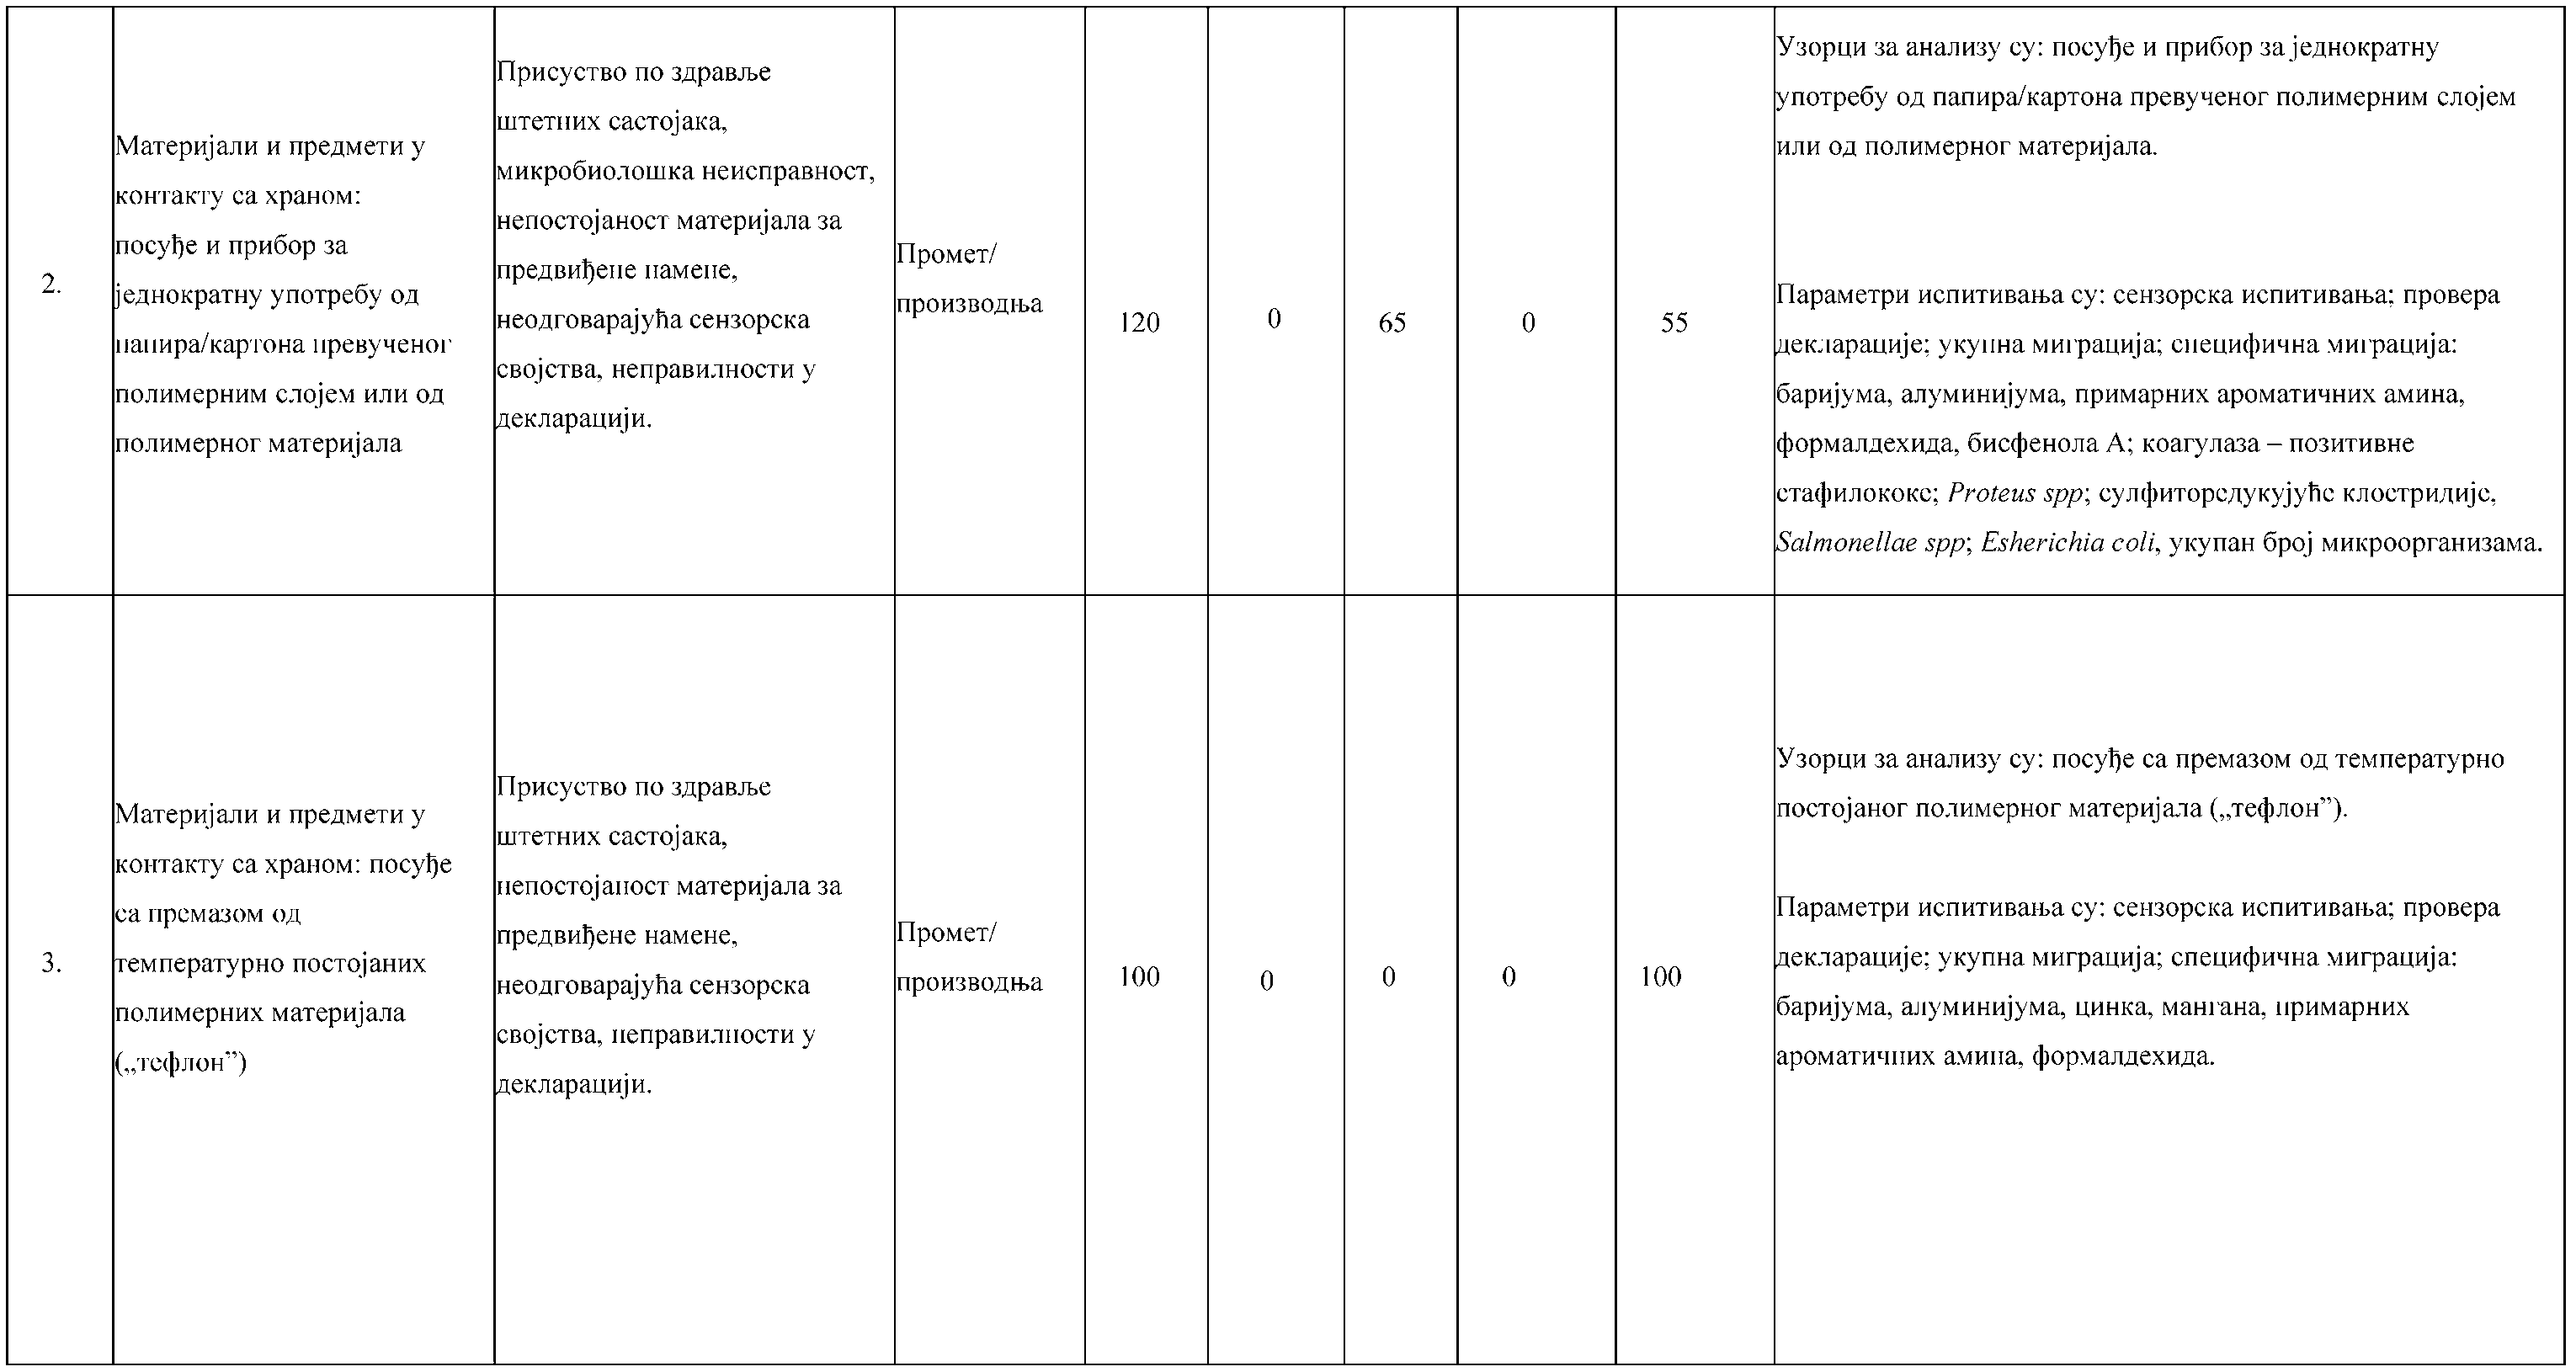 2.
Материјали и предмети у
контакту са храном:
посуђе и прибор за
једнократну употребу од
папира/картона превученог
полимерним слојем или од
полимерног материјала
Присуство по здравље
штетних састојака,
микробиолошка неисправност,
непостојаност материјала за
предвиђене намене,
неодговарајућа сензорска
својства, неправилности у
декларацији.
Промет/
производња
120
0
65
0
55
Узорци за анализу су: посуђе и прибор за једнократну
употребу од папира/картона превученог полимерним слојем
или од полимерног материјала.
Параметри испитивања су: сензорска испитивања; провера
декларације; укупна миграција; специфична миграција:
баријума, алуминијума, примарних ароматичних амина,
формалдехида, бисфенола А; коагулаза – позитивне
стафилококе; Proteus spp; сулфиторедукујуће клостридије,
Salmonellae spp; Esherichia coli, укупан број микроорганизама.
3.
Материјали и предмети у
контакту са храном: посуђе
са премазом од
температурно постојаних
полимерних материјала
(„тефлон”)
Присуство по здравље
штетних састојака,
непостојаност материјала за
предвиђене намене,
неодговарајућа сензорска
својства, неправилности у
декларацији.
Промет/
производња
100
0
0
0
100
Узорци за анализу су: посуђе са премазом од температурно
постојаног полимерног материјала („тефлон”).
Параметри испитивања су: сензорска испитивања; провера
декларације; укупна миграција; специфична миграција:
баријума, алуминијума, цинка, мангана, примарних
ароматичних амина, формалдехида.